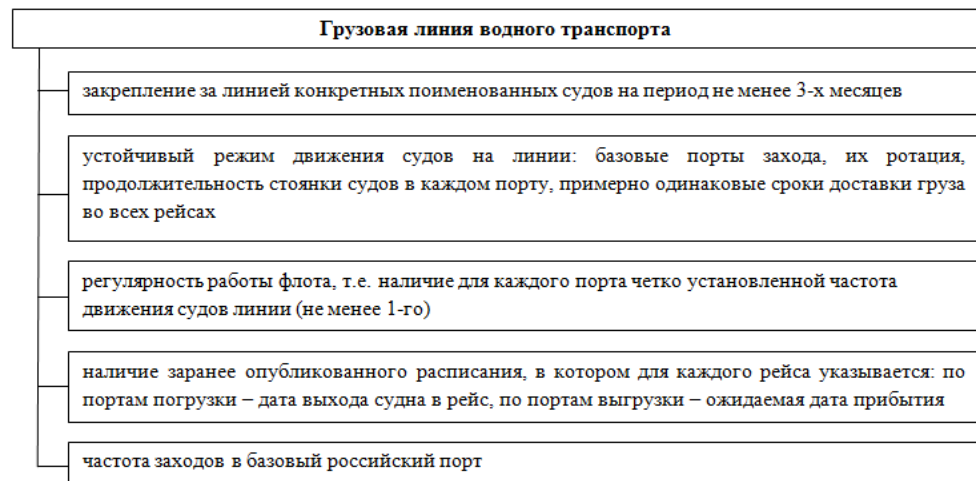 Грузовая линия водного транспорта
закрепление за линией конкретных поименованных судов на период не менее 3-х месяцев
устойчивый режим движения судов на линии: базовые порты захода, их ротация,
продолжительность стоянки судов в каждом порту, примерно одинаковые сроки доставки груза
во всех рейсах
регулярность работы флота, т.е. наличие для каждого порта четко установленной частота
движения судов линии (не менее 1-го)
наличие заранее опубликованного расписания, в котором для каждого рейса указывается: по
портам погрузки – дата выхода судна в рейс, по портам выгрузки – ожидаемая дата прибытия
частота заходов в базовый российский порт